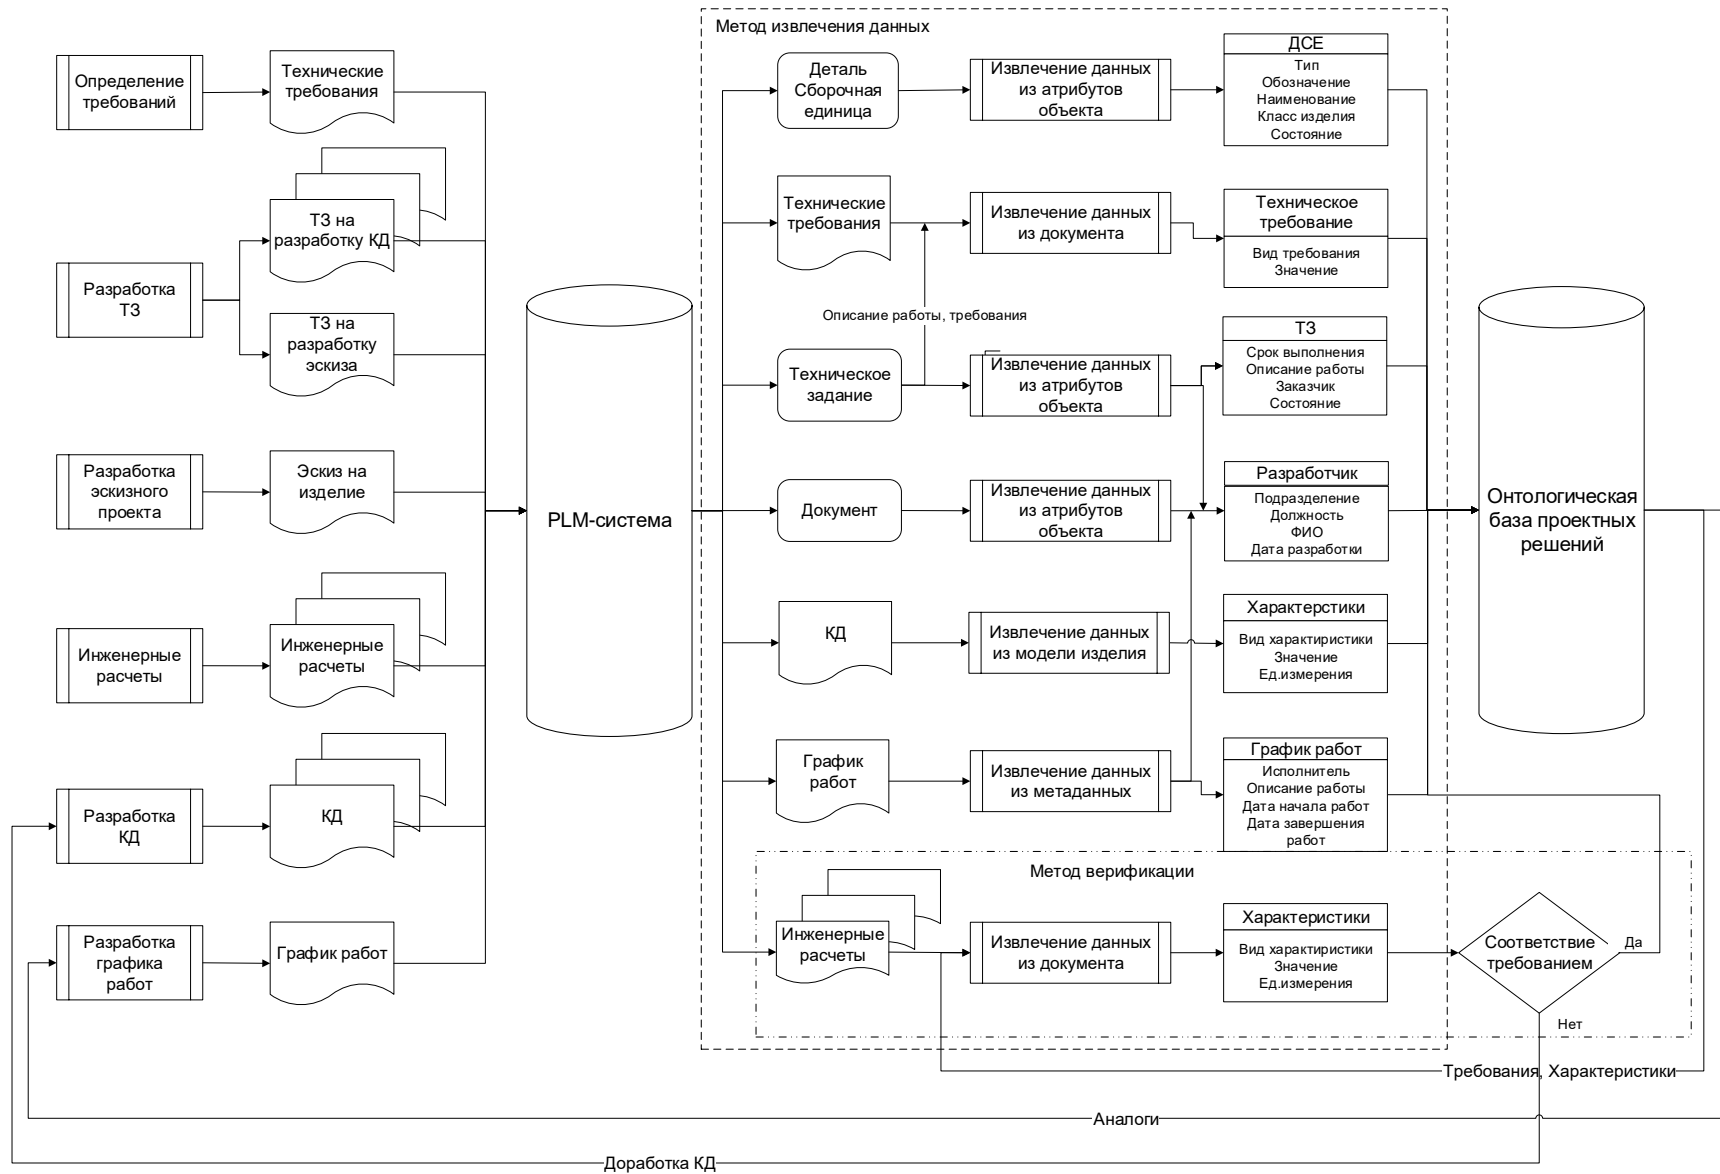 Метод извлечения данных
Определение
требований
Технические
требования
ТЗ на
разработку КД
Разработка
ТЗ
ТЗ на
разработку
эскиза
Разработка
эскизного
проекта
Эскиз на
изделие
Инженерные
расчеты
Инженерные
расчеты
Разработка
КД
КД
Разработка
графика
работ
График работ
PLM-система
Деталь
Сборочная
единица
Извлечение данных
из атрибутов
объекта
ДСЕ
Тип
Обозначение
Наименование
Класс изделия
Состояние
Технические
требования
Извлечение данных
из документа
Техническое
требование
Вид требования
Значение
Описание работы, требования
Техническое
задание
Извлечение данных
из атрибутов
объекта
ТЗ
Срок выполнения
Описание работы
Заказчик
Состояние
Документ
Извлечение данных
из атрибутов
объекта
Разработчик
Подразделение
Должность
ФИО
Дата разработки
КД
Извлечение данных
из модели изделия
Характерстики
Вид характиристики
Значение
Ед.измерения
График
работ
Извлечение данных
из метаданных
График работ
Исполнитель
Описание работы
Дата начала работ
Дата завершения
работ
Онтологическая
база проектных
решений
Метод верификации
Инженерные
расчеты
Извлечение данных
из документа
Характеристики
Вид характиристики
Значение
Ед.измерения
Соответствие
требованием
Да
Нет
Требования, Характеристики
Аналоги
Доработка КД